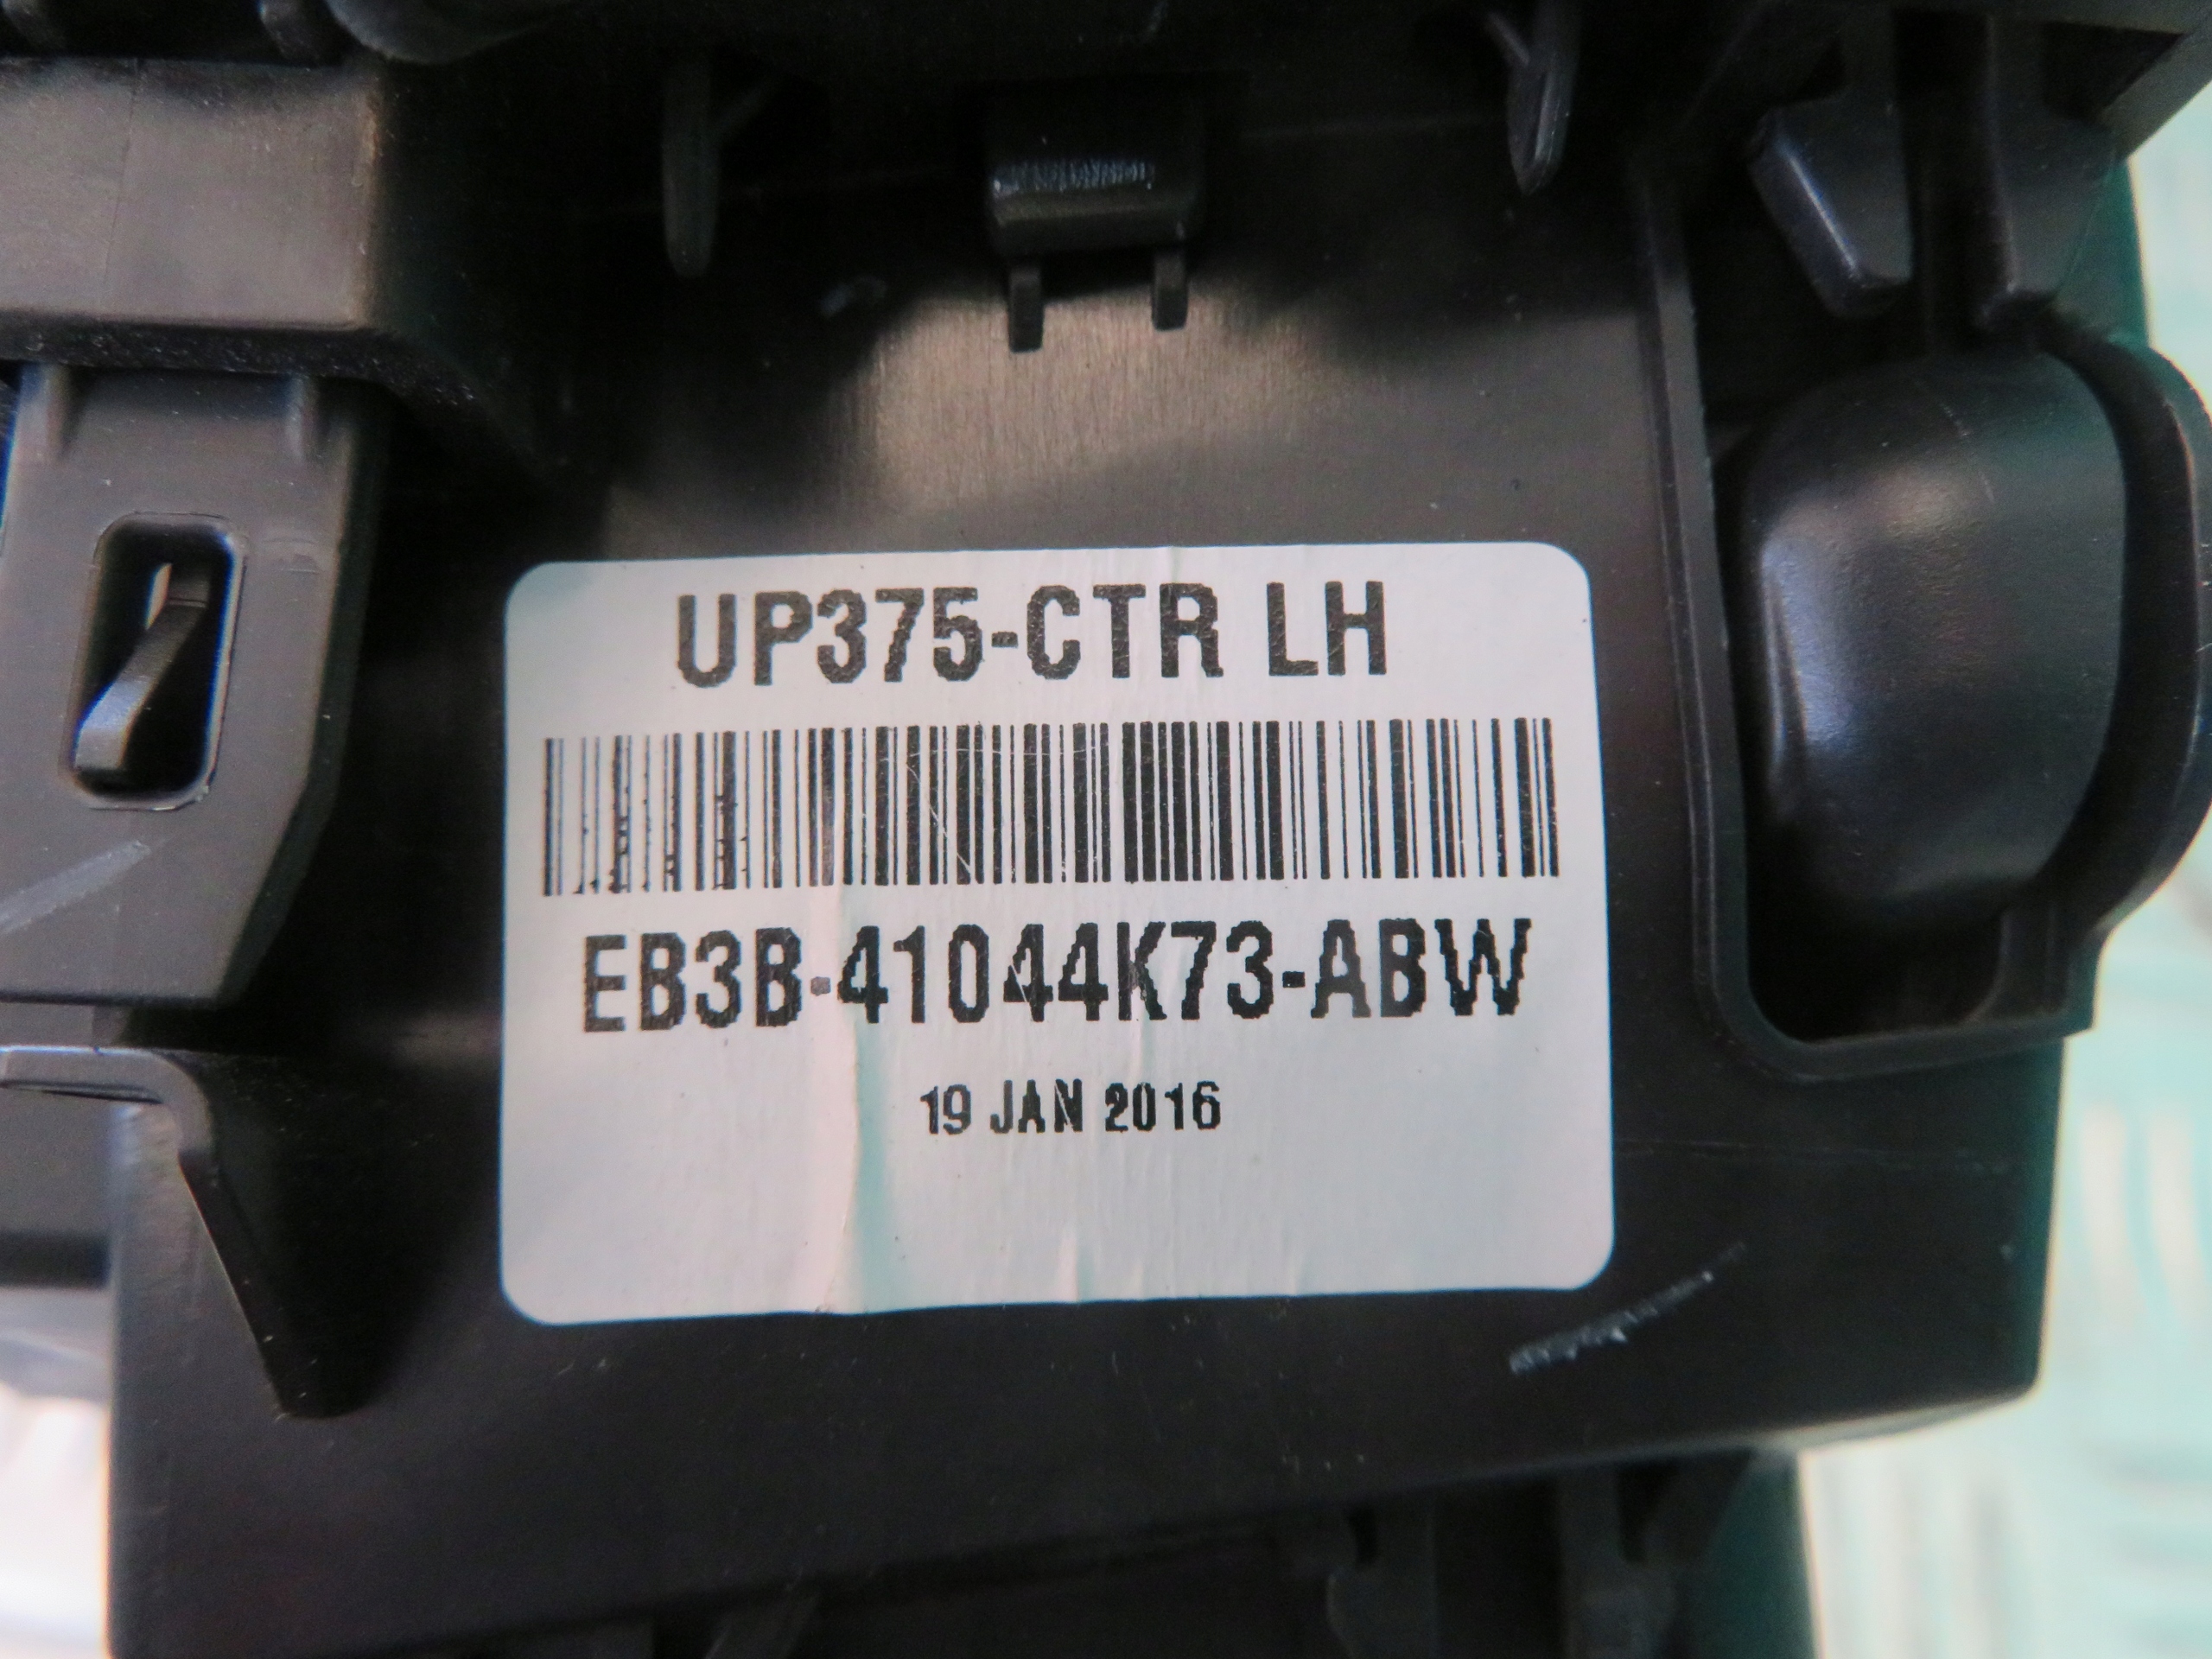 UP375-CTR LH
EB3B-41044K73-ABW
19 JAN 2016